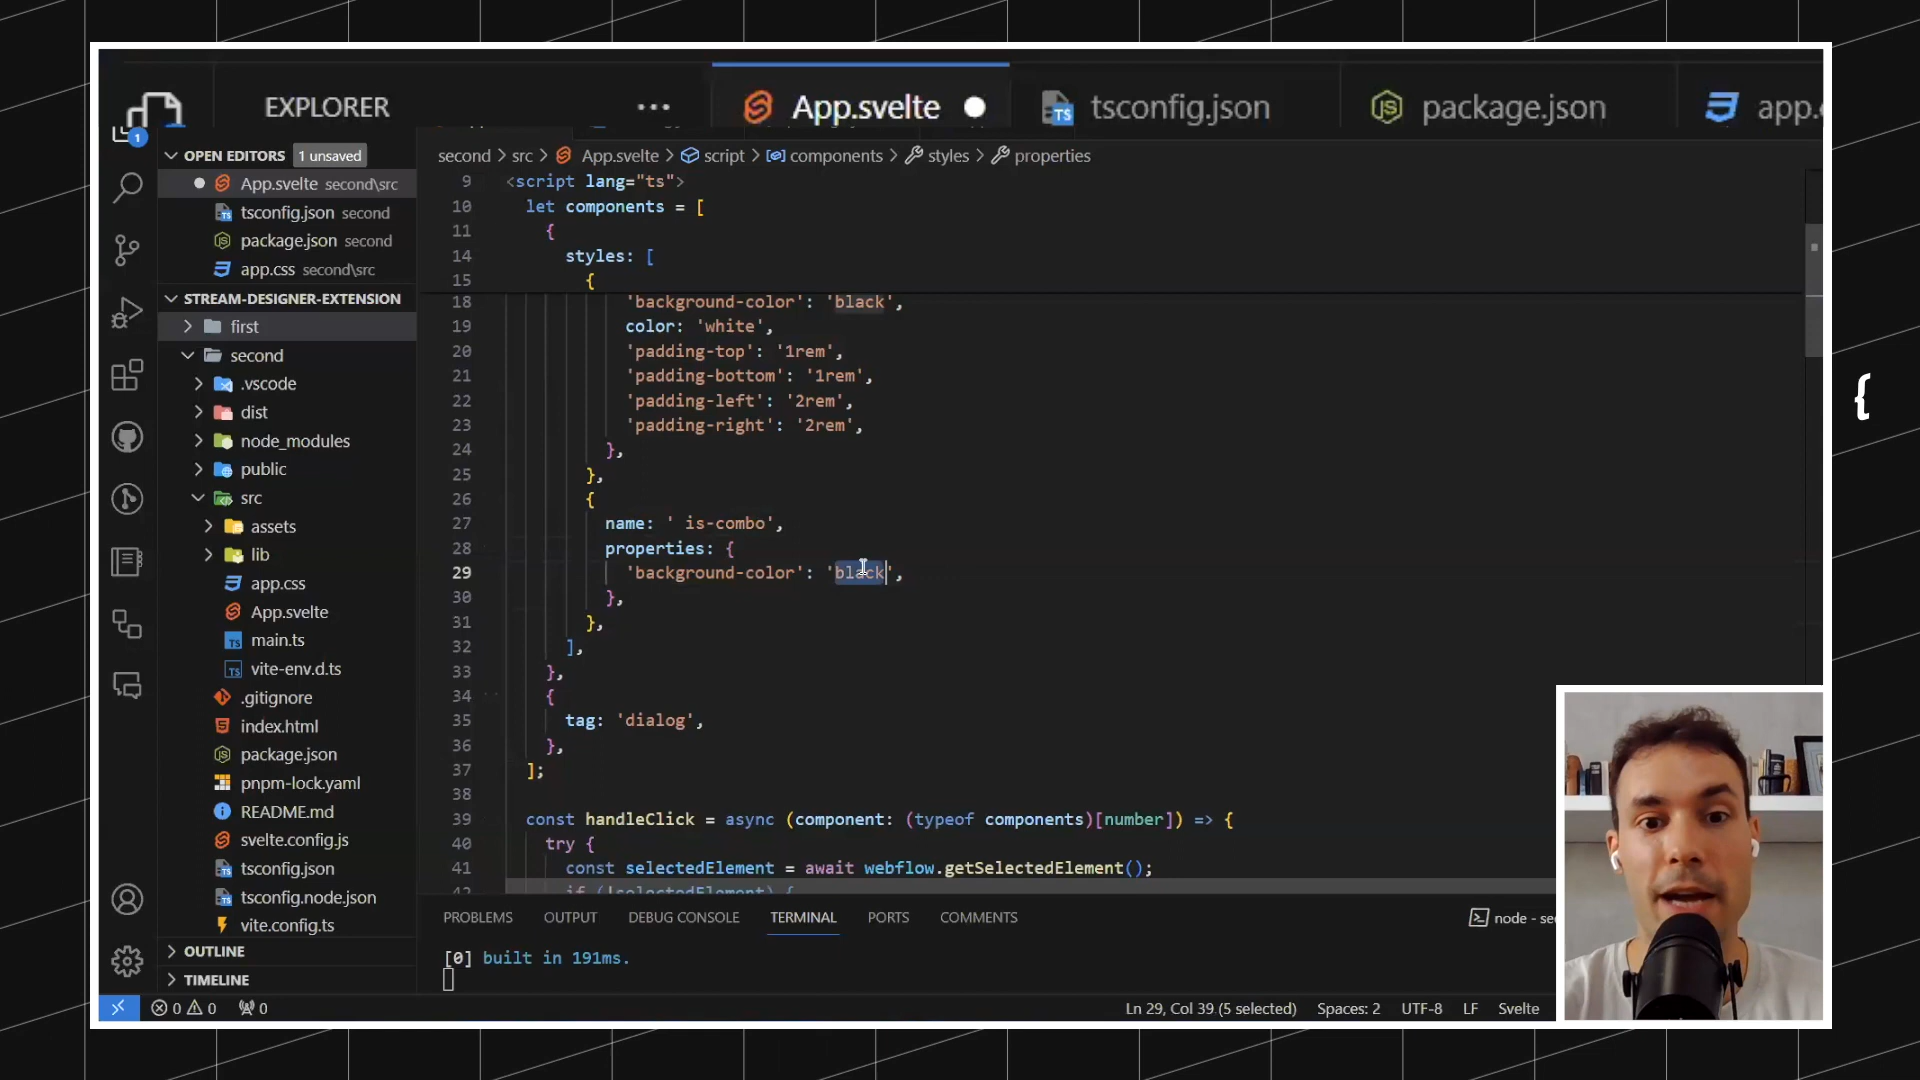 EXPLORER ...
App.svelte
tsconfig.json
package.json
1
OPEN EDITORS 1 unsaved
App.svelte second\src
tsconfig.json second
package.json second
app.css second\src
STREAM-DESIGNER-EXTENSION
first
second
.vscode
dist
node_modules
public
src
assets
lib
app.css
App.svelte
main.ts
vite-env.d.ts
.gitignore
index.html
package.json
pnpm-lock.yaml
README.md
svelte.config.js
tsconfig.json
tsconfig.node.json
vite.config.ts
OUTLINE
TIMELINE
second > src > App.svelte > script > components > styles > properties
9 <script lang="ts">
10 let components = [
11 {
14 styles: [
15 {
18 'background-color': 'black',
19 color: 'white',
20 'padding-top': '1rem',
21 'padding-bottom': '1rem',
22 'padding-left': '2rem',
23 'padding-right': '2rem',
24 },
25 },
26 {
27 name: ' is-combo',
28 properties: {
29 'background-color': 'black',
30 },
31 },
32 ],
33 },
34 {
35 tag: 'dialog',
36 },
37 ];
38
39 const handleClick = async (component: (typeof components)[number]) => {
40 try {
41 const selectedElement = await webflow.getSelectedElement();
42 if (!selectedElement) {
PROBLEMS OUTPUT DEBUG CONSOLE TERMINAL PORTS COMMENTS
node - se
[0] built in 191ms.
0 0 0
Ln 29, Col 39 (5 selected) Spaces: 2 UTF-8 LF Svelte
{